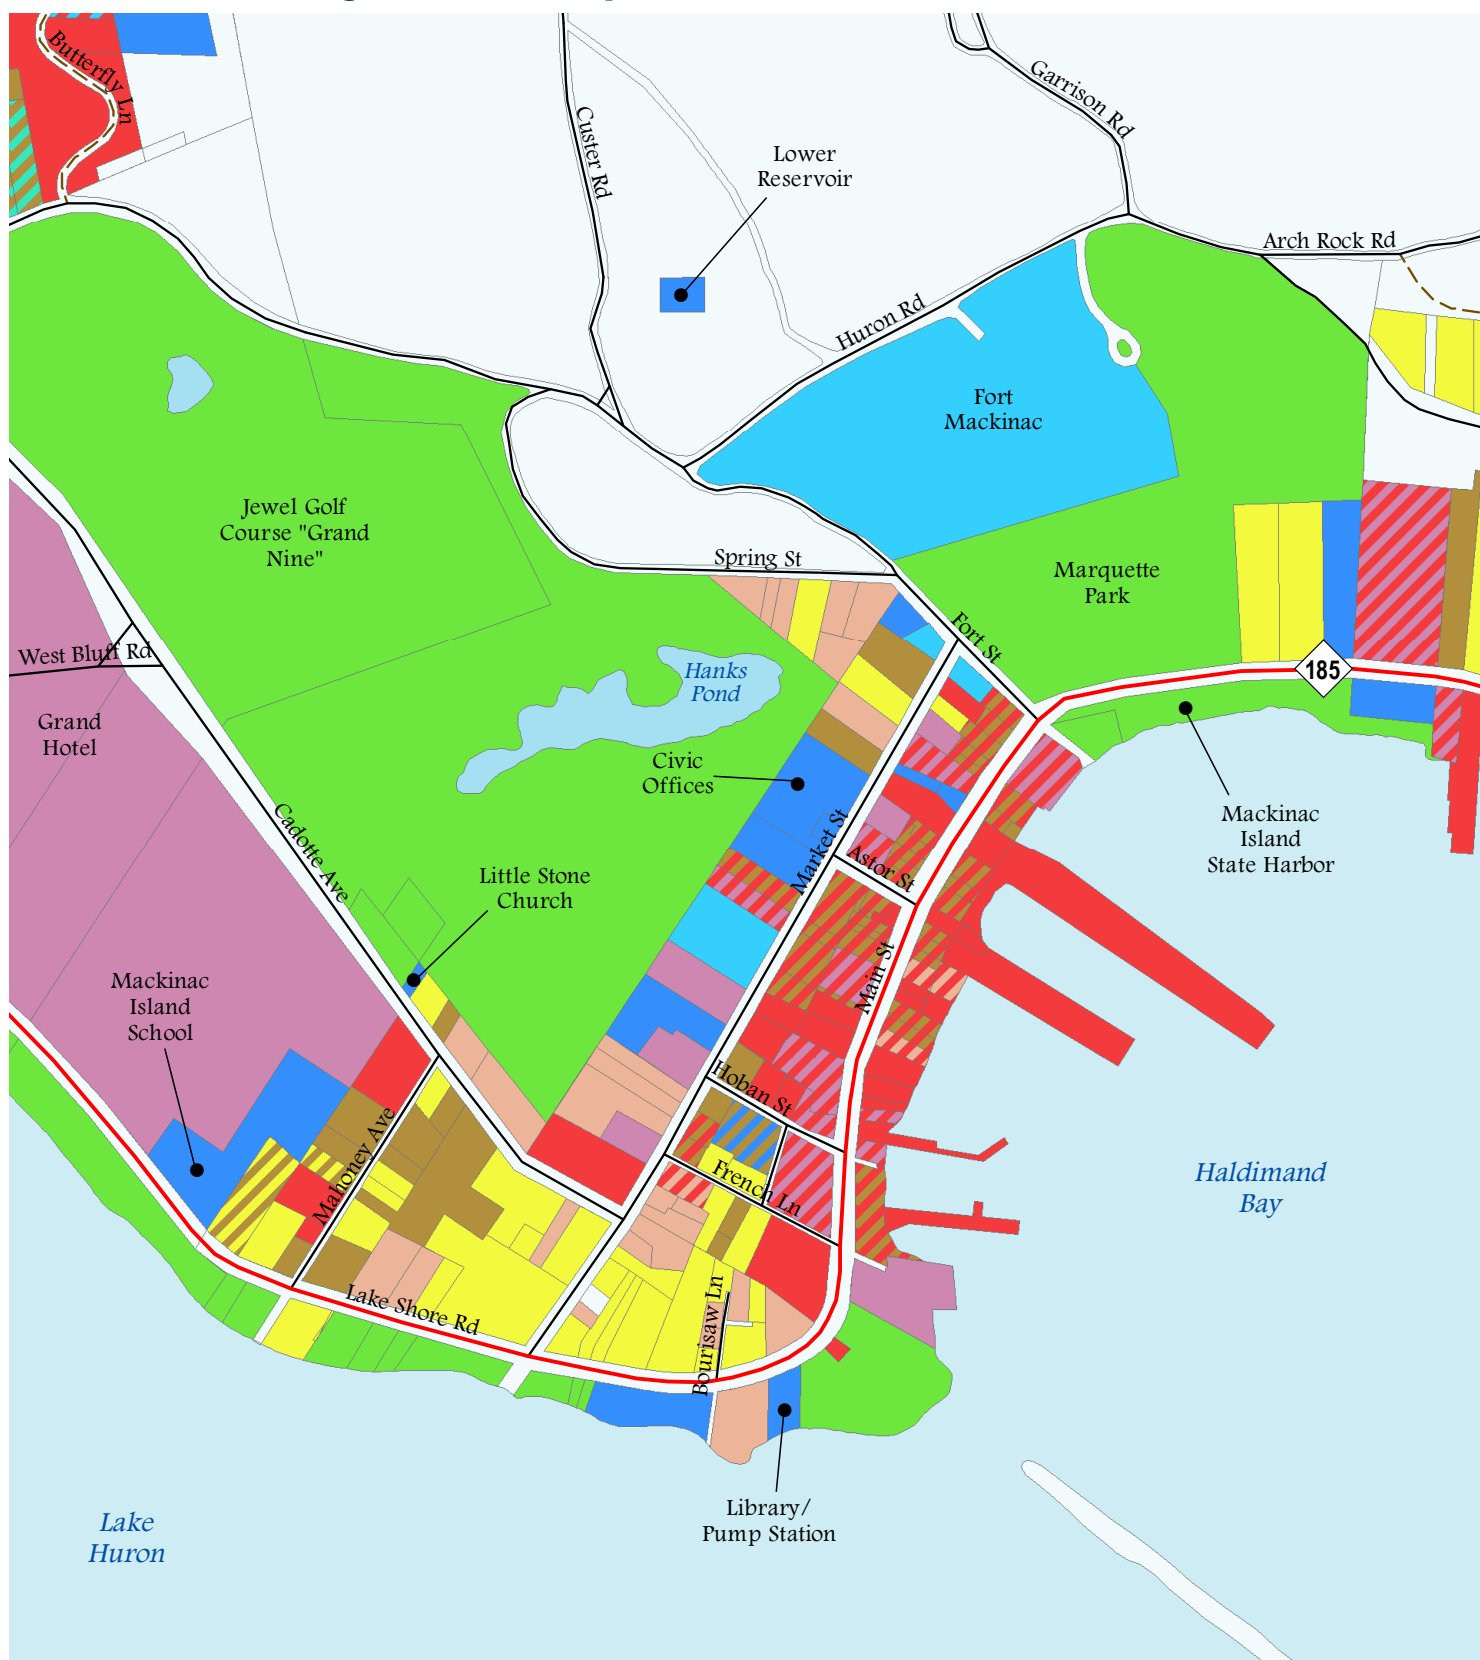 Butterfly Ln
Custer Rd
Garrison Rd
Lower
Reservoir
Arch Rock Rd
Huron Rd
Fort
Mackinac
Jewel Golf
Course "Grand
Nine"
Spring St
Marquette
Park
Fort St
West Bluff Rd
185
Hanks
Pond
Grand
Hotel
Civic
Offices
Mackinac
Island
State Harbor
Cadotte Ave
Market St
Astor St
Little Stone
Church
Main St
Mackinac
Island
School
Hoban St
Mahoney Ave
French Ln
Haldimand
Bay
Lake Shore Rd
Bourisaw Ln
Library/
Pump Station
Lake
Huron